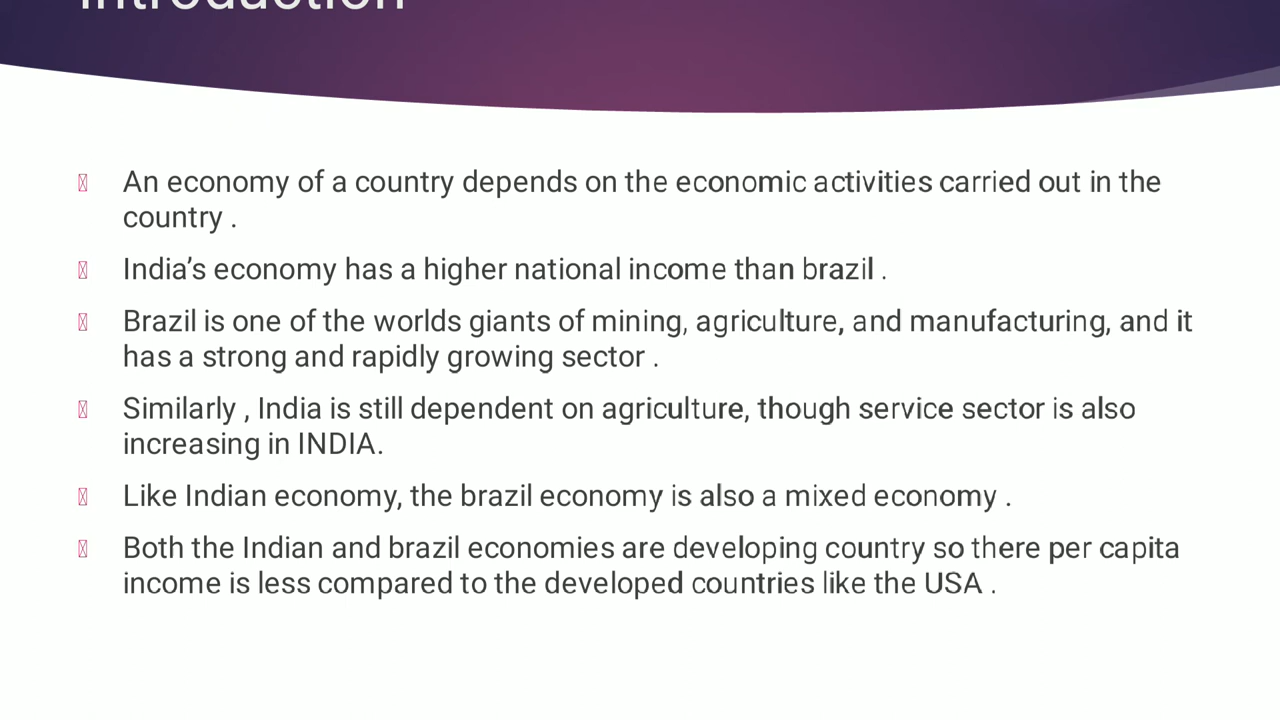 Introduction
An economy of a country depends on the economic activities carried out in the
country .
India’s economy has a higher national income than brazil .
Brazil is one of the worlds giants of mining, agriculture, and manufacturing, and it
has a strong and rapidly growing sector .
Similarly , India is still dependent on agriculture, though service sector is also
increasing in INDIA.
Like Indian economy, the brazil economy is also a mixed economy .
Both the Indian and brazil economies are developing country so there per capita
income is less compared to the developed countries like the USA .